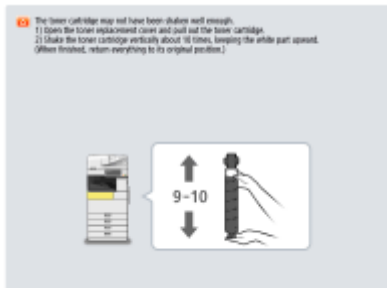 The toner cartridge may not have been shaken well enough.
1) Open the toner replacement cover and pull out the toner cartridge.
2) Shake the toner cartridge vertically about 10 times, keeping the white part upward.
(When finished, return everything to its original position.)
9-10